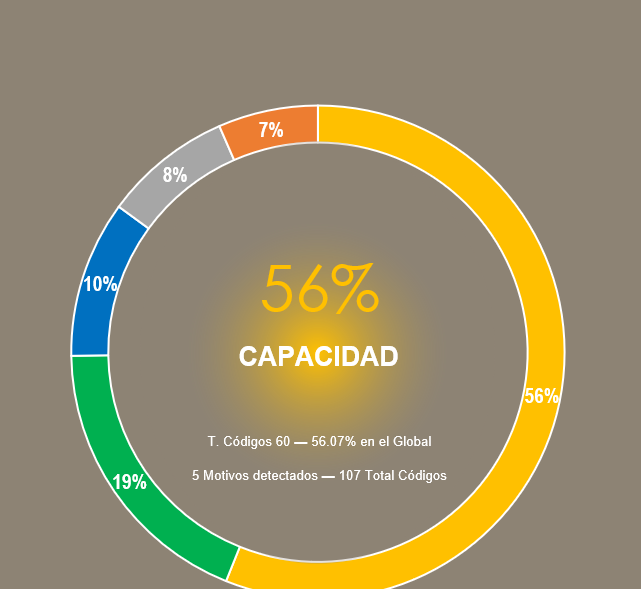 7%
8%
10%
56%
CAPACIDAD
56%
T. Códigos 60 — 56.07% en el Global
5 Motivos detectados — 107 Total Códigos
19%